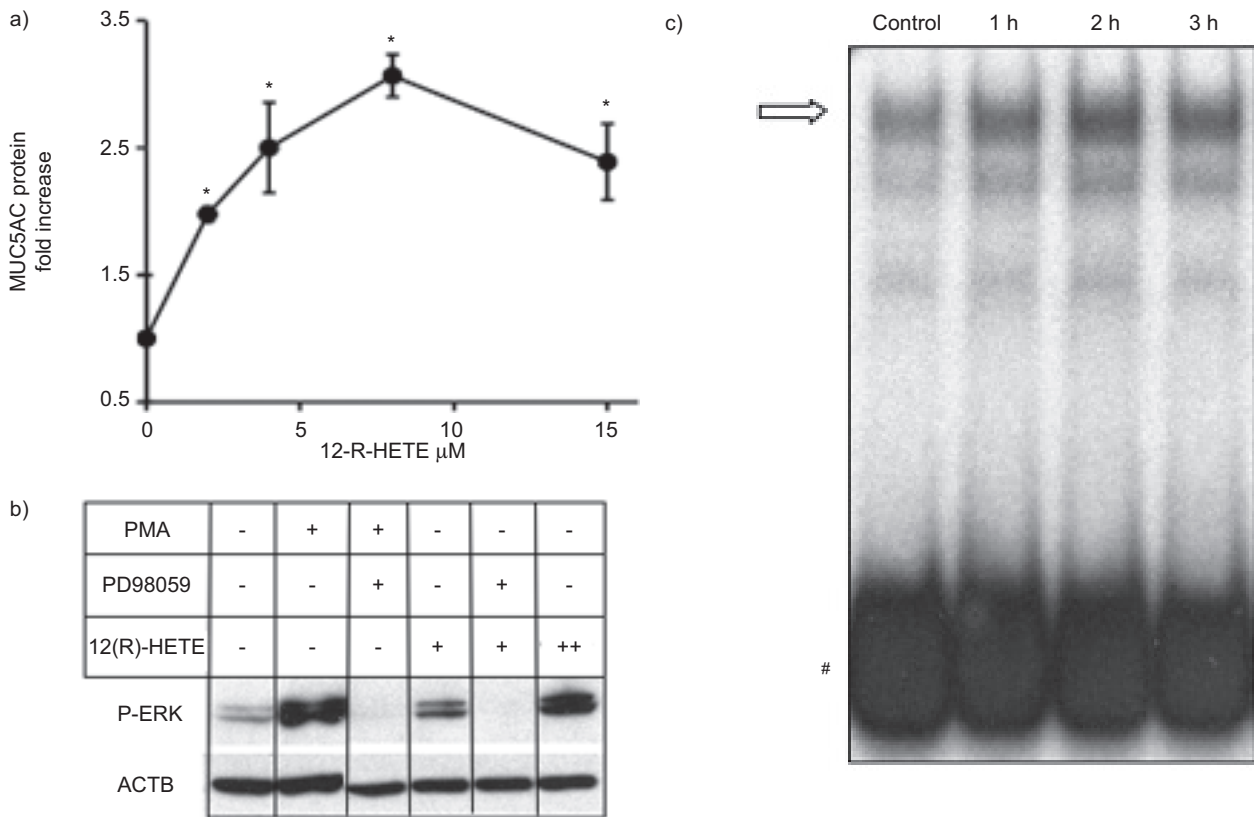 a)
3.5
2.5
1.5
0.5
MUC5AC protein
fold increase
*
*
*
*
0
5
10
15
12-R-HETE μM
b)
PMA - + + - - -
PD98059 - - + - + -
12(R)-HETE - - - + + ++
P-ERK
ACTB
c)
Control 1 h 2 h 3 h
#